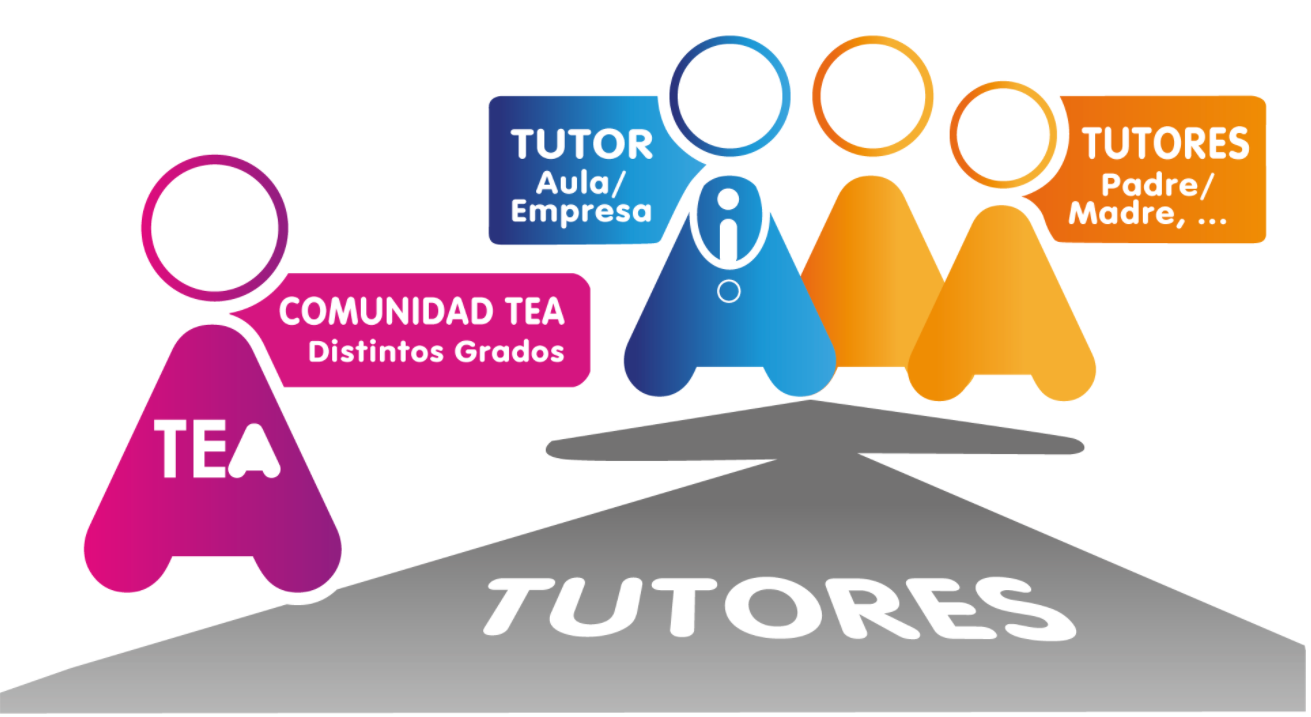 TUTOR
Aula/
Empresa
TUTORES
Padre/
Madre, ...
COMUNIDAD TEA
Distintos Grados
TEA
i
TUTORES